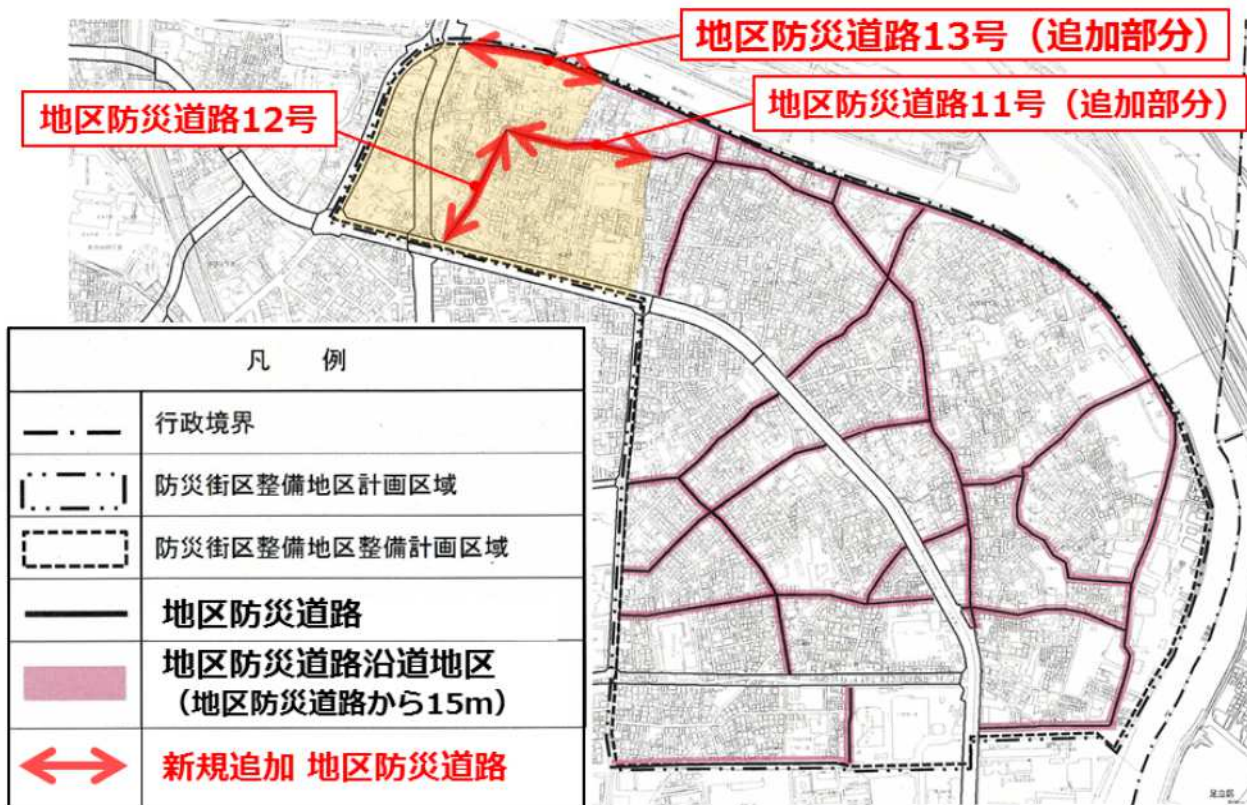 地区防災道路13号（追加部分）
地区防災道路11号（追加部分）
地区防災道路12号
凡　例
行政境界
防災街区整備地区計画区域
防災街区整備地区整備計画区域
地区防災道路
地区防災道路沿道地区
（地区防災道路から15m）
新規追加 地区防災道路
足立区